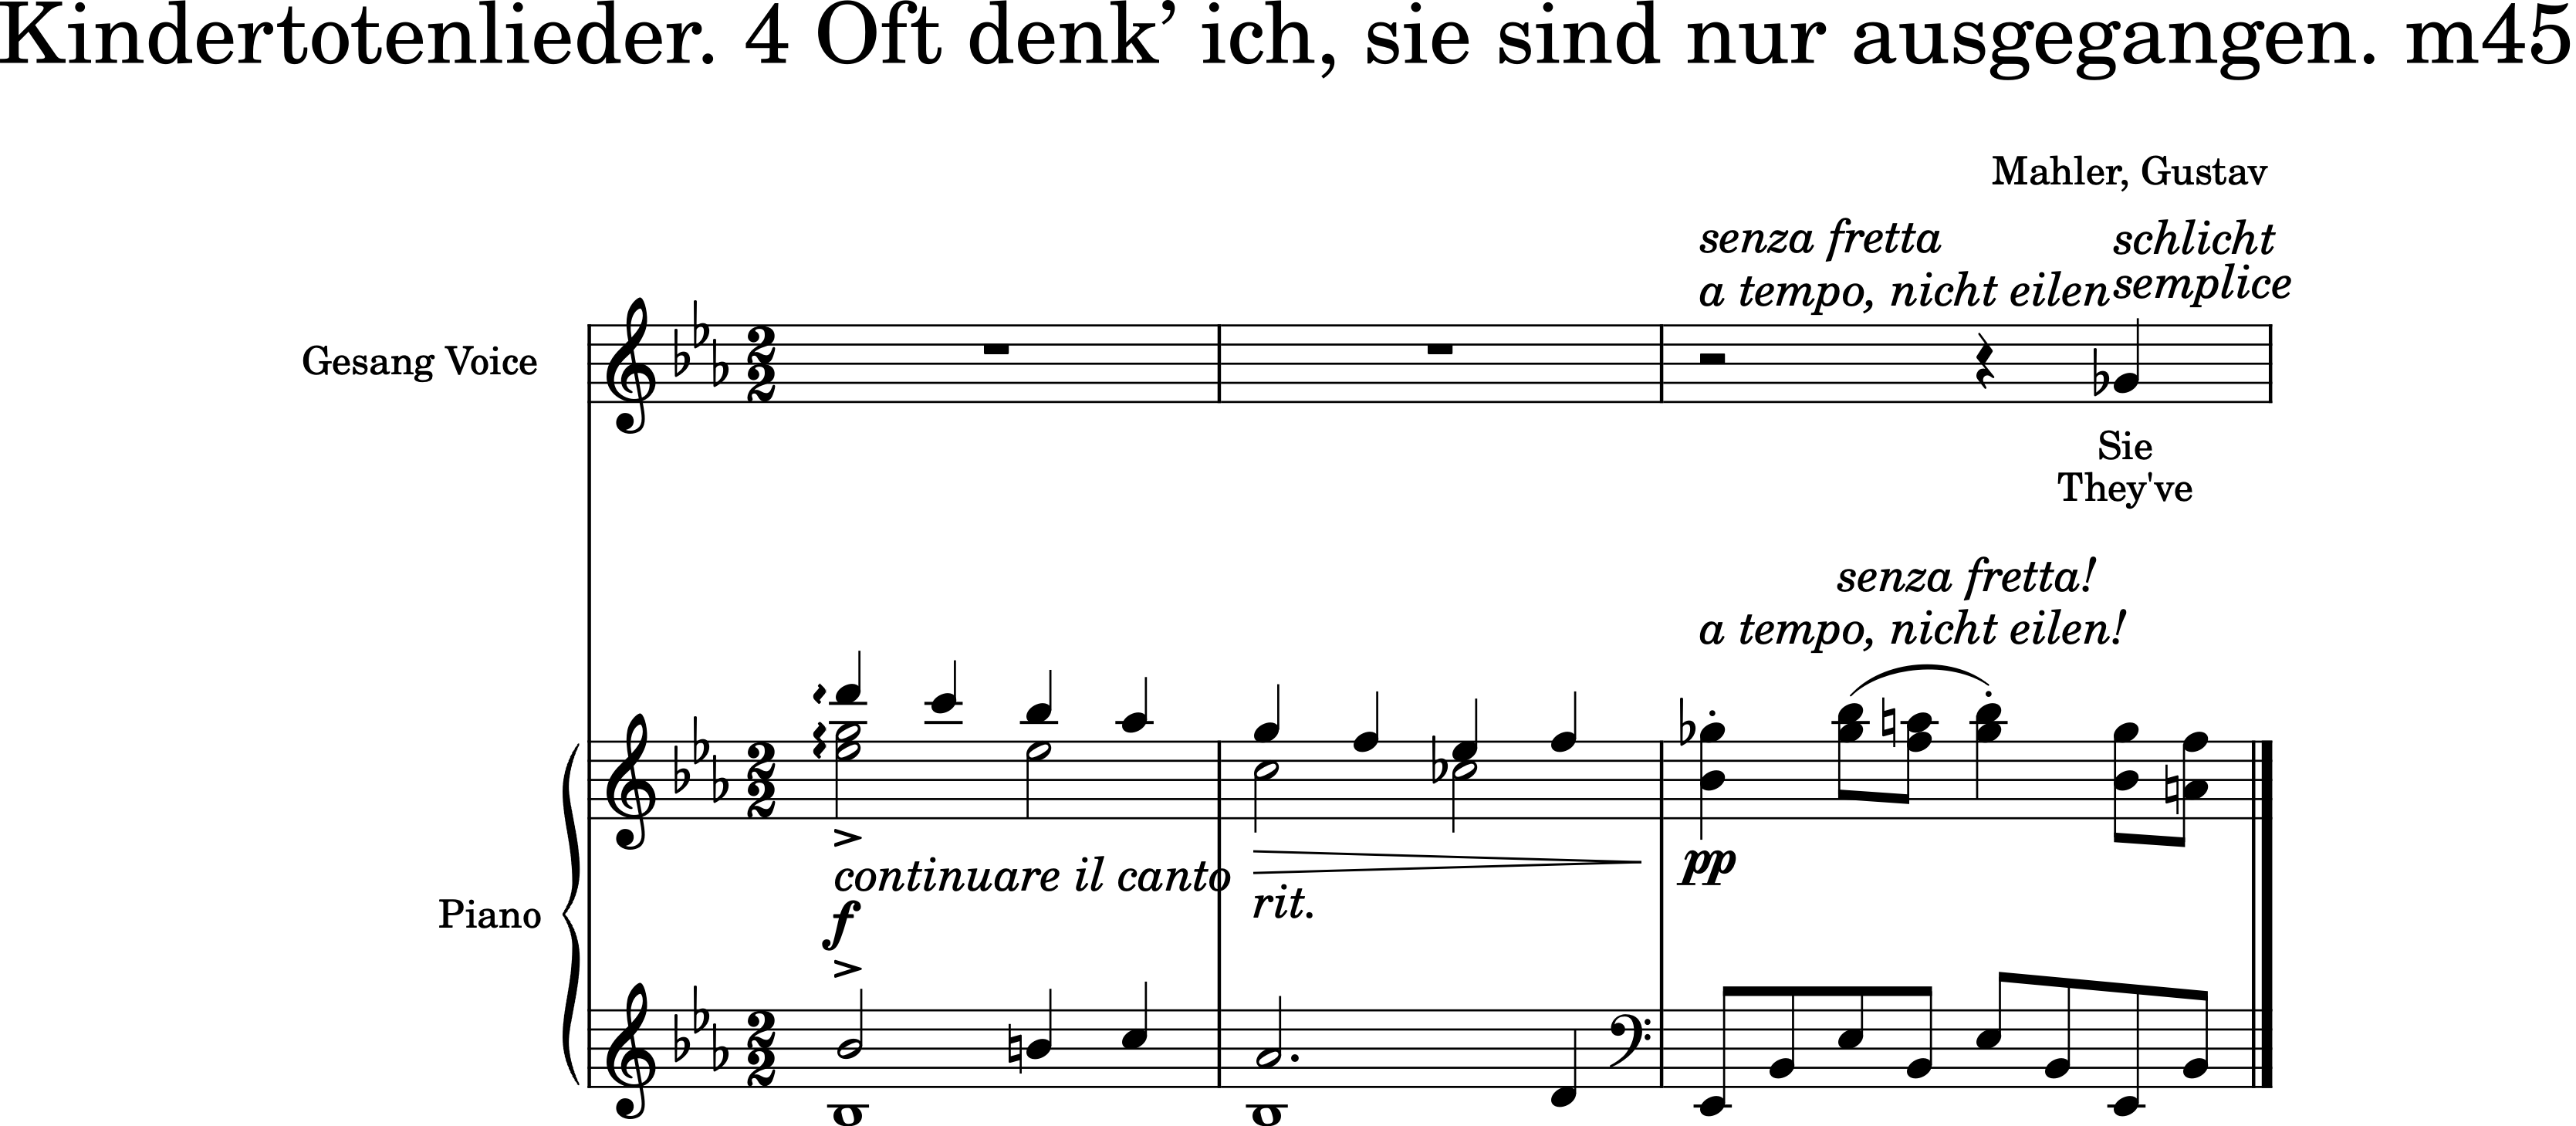 Kindertotenlieder. 4 Oft denk’ ich, sie sind nur ausgegangen. m45
Mahler, Gustav
senza fretta
schlicht
a tempo, nicht eilen
semplice
Gesang Voice
Sie
They've
senza fretta!
a tempo, nicht eilen!
pp
continuare il canto
rit.
Piano
f